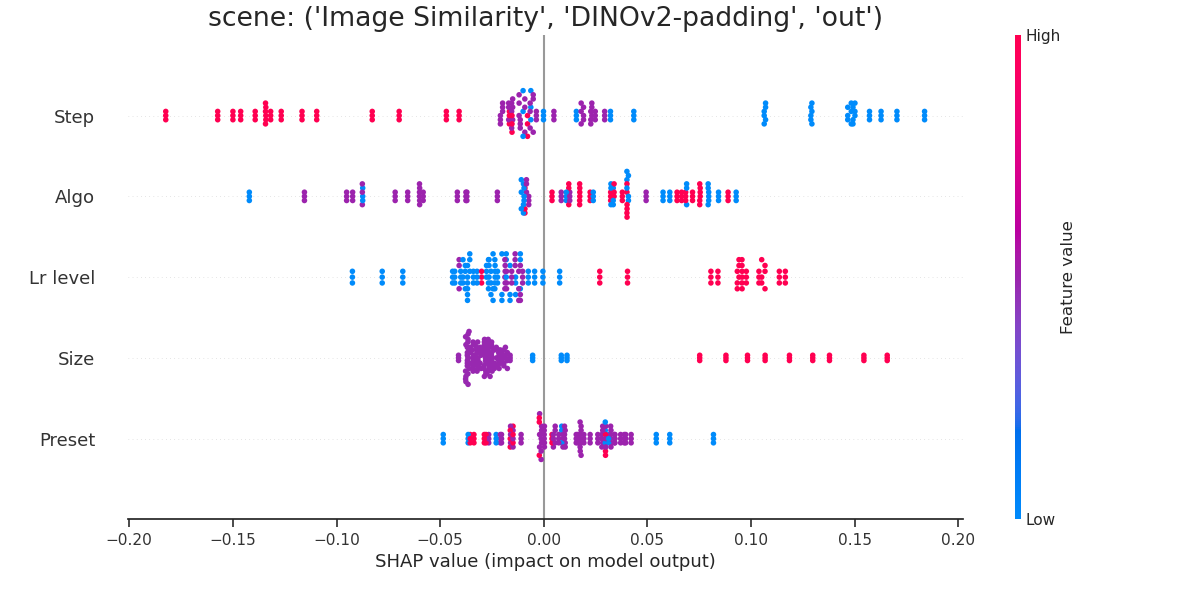 scene: ('Image Similarity', 'DINOv2-padding', 'out')
High
Step
Algo
Lr level
Size
Preset
Feature value
Low
−0.20 −0.15 −0.10 −0.05 0.00 0.05 0.10 0.15 0.20
SHAP value (impact on model output)